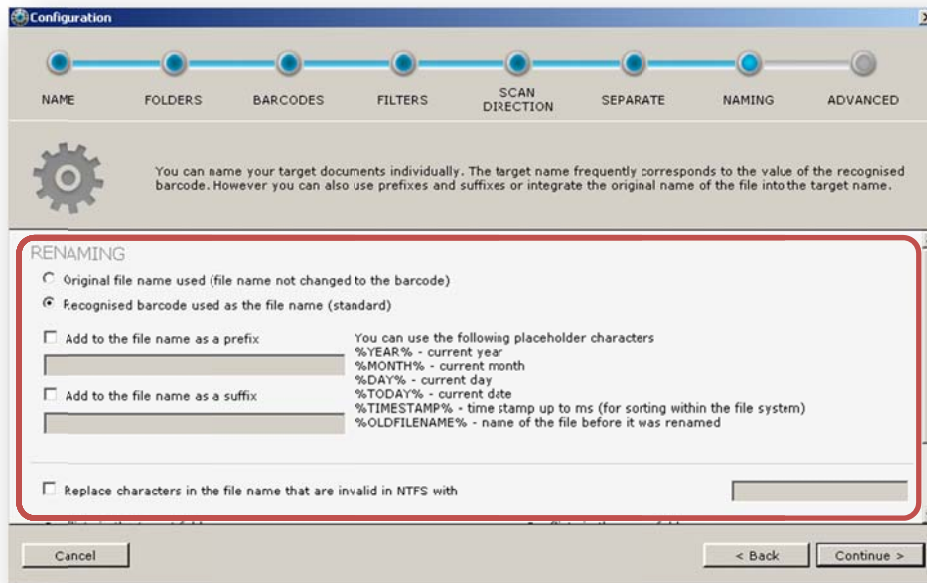 Configuration
NAME
FOLDERS
BARCODES
FILTERS
SCAN
DIRECTION
SEPARATE
NAMING
ADVANCED
You can name your target documents individually. The target name frequently corresponds to the value of the recognised
barcode. However you can also use prefixes and suffixes or integrate the original name of the file into the target name.
RENAMING
Original file name used (file name not changed to the barcode)
Recognised barcode used as the file name (standard)
Add to the file name as a prefix
Add to the file name as a suffix
You can use the following placeholder characters
%YEAR% - current year
%MONTH% - current month
%DAY% - current day
%TODAY% - current date
%TIMESTAMP% - time stamp up to ms (for sorting within the file system)
%OLDFILENAME% - name of the file before it was renamed
Replace characters in the file name that are invalid in NTFS with
Cancel
< Back
Continue >